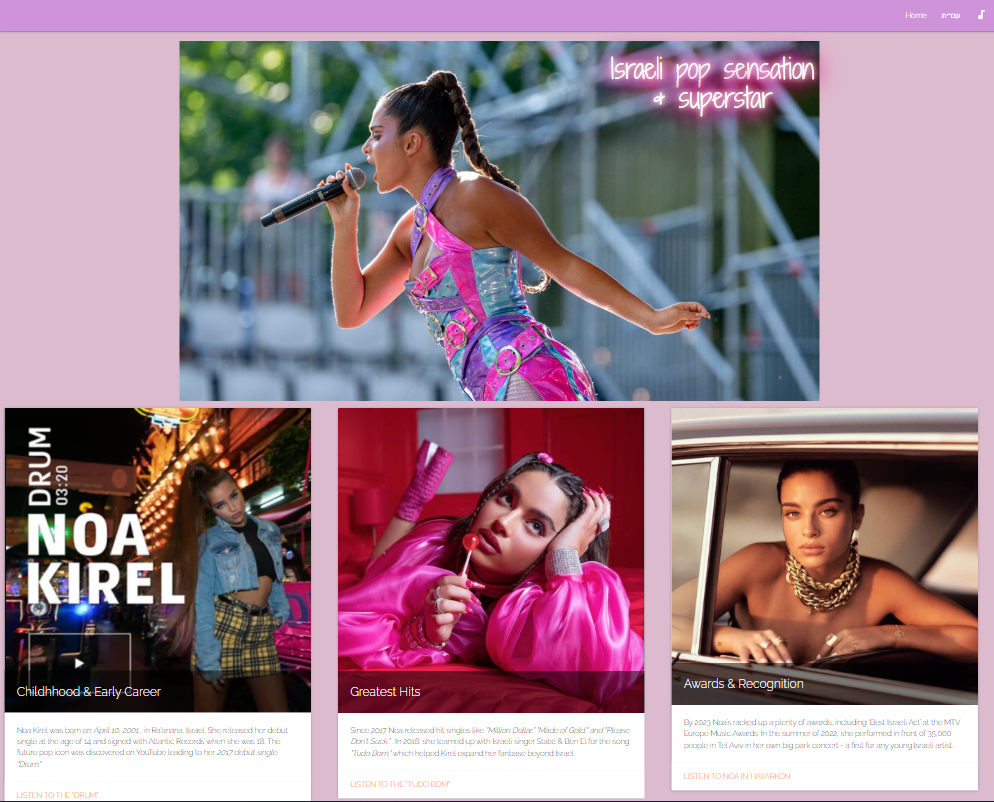 Home עברית
Israeli pop sensation
+ superstar
DRUM
03:20
NOA
KIREL
Childhhood & Early Career
Noa Kirel was born on April 10, 2001 , in Ra'anana, Israel. She released her debut
single at the age of 14 and signed with Atlantic Records when she was 18. The
future pop icon was discovered on YouTube leading to her 2017 debut single
"Drum"
LISTEN TO THE "DRUM"
Greatest Hits
Since 2017 Noa released hit singles like "Million Dollar," "Made of Gold," and "Please
Don't Suck,". In 2018, she teamed up with Israeli singer Static & Ben El for the song
"Tudo Bom" which helped Kirel expand her fanbase beyond Israel.
LISTEN TO THE "TUDO BOM"
Awards & Recognition
By 2023 Noa's racked up a plenty of awards, including 'Best Israeli Act' at the MTV
Europe Music Awards. In the summer of 2022, she performed in front of 35,000
people in Tel Aviv in her own big park concert - a first for any young Israeli artist.
LISTEN TO NOA IN HAYARKON